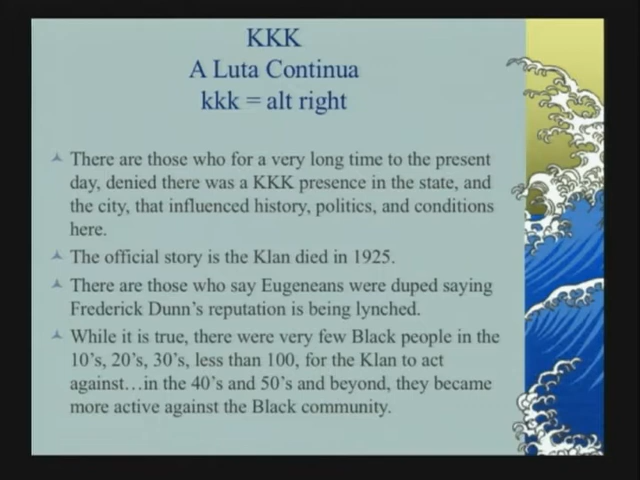 KKK
A Luta Continua
kkk = alt right
There are those who for a very long time to the present
day, denied there was a KKK presence in the state, and
the city, that influenced history, politics, and conditions
here.
The official story is the Klan died in 1925.
There are those who say Eugeneans were duped saying
Frederick Dunn's reputation is being lynched.
While it is true, there were very few Black people in the
10's, 20's, 30's, less than 100, for the Klan to act
against…in the 40's and 50's and beyond, they became
more active against the Black community.